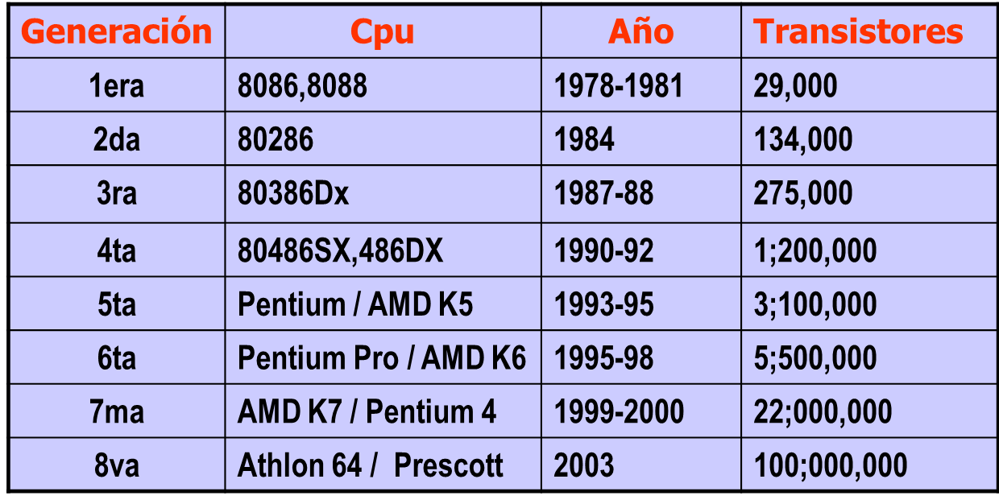 Generación Cpu Año Transistores
1era 8086,8088 1978-1981 29,000
2da 80286 1984 134,000
3ra 80386Dx 1987-88 275,000
4ta 80486SX,486DX 1990-92 1;200,000
5ta Pentium / AMD K5 1993-95 3;100,000
6ta Pentium Pro / AMD K6 1995-98 5;500,000
7ma AMD K7 / Pentium 4 1999-2000 22;000,000
8va Athlon 64 / Prescott 2003 100;000,000